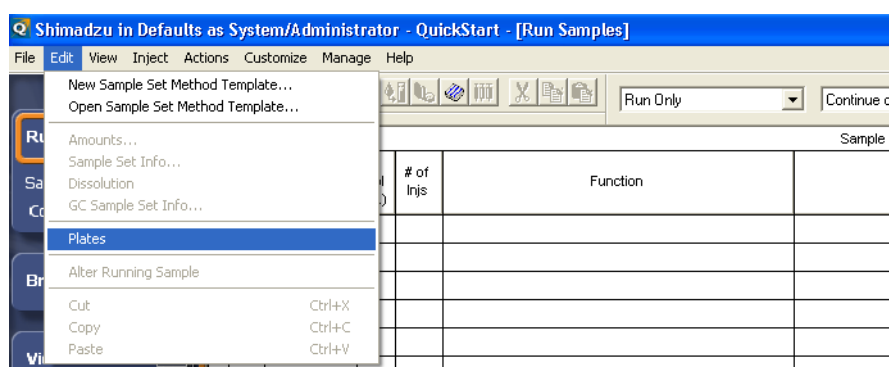 Shimadzu in Defaults as System/Administrator - QuickStart - [Run Samples]
File Edit View Inject Actions Customize Manage Help
New Sample Set Method Template...
Open Sample Set Method Template...
Run Only
Continue
Sample
Amounts...
Sample Set Info...
Dissolution
GC Sample Set Info...
# of
Injs
Function
Plates
Alter Running Sample
Cut Ctrl+X
Copy Ctrl+C
Paste Ctrl+V